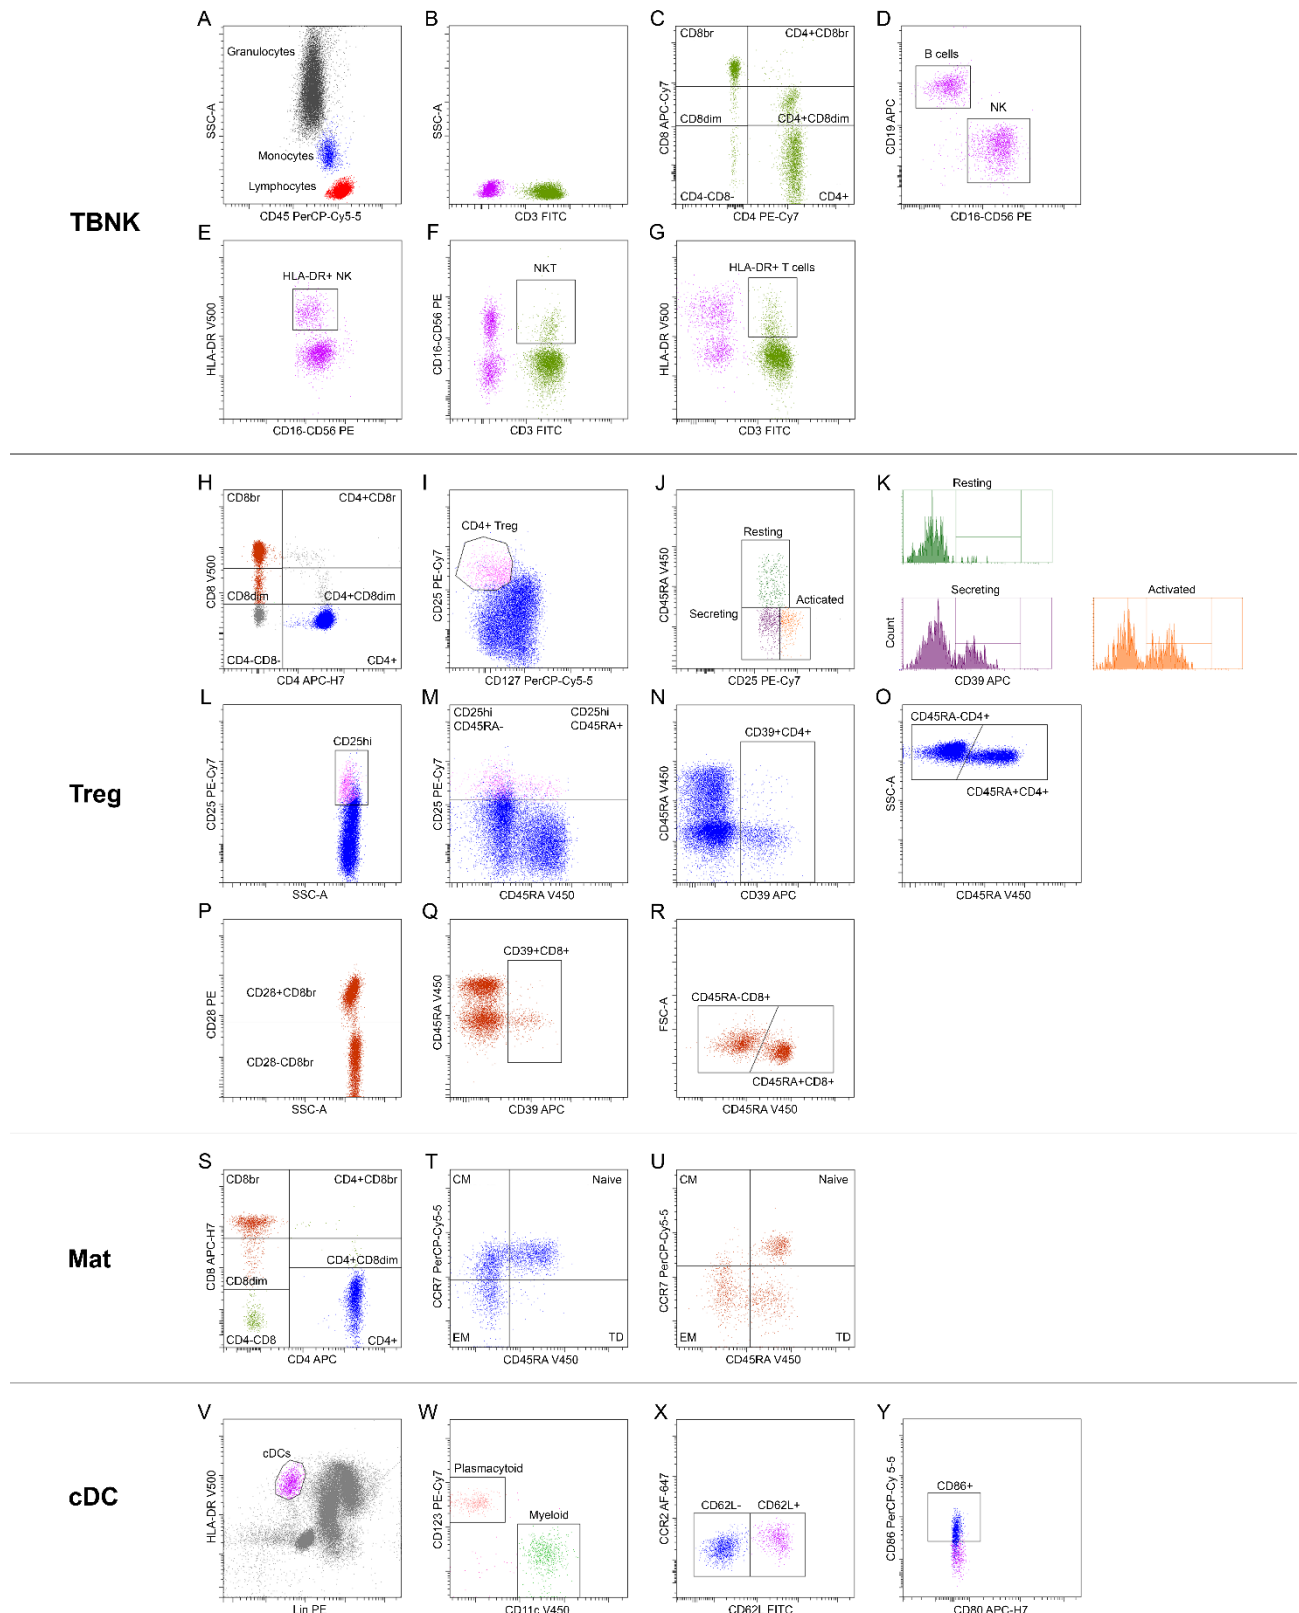 TBNK
A
Granulocytes
Monocytes
Lymphocytes
SSC-A
CD45 PerCP-Cy5-5
B
SSC-A
CD3 FITC
C
CD8br
CD4+CD8br
CD8dim
CD4+CD8dim
CD4-CD8-
CD4+
CD8 APC-Cy7
CD4 PE-Cy7
D
B cells
NK
CD19 APC
CD16-CD56 PE
E
HLA-DR+ NK
HLA-DR V500
CD16-CD56 PE
F
NKT
CD16-CD56 PE
CD3 FITC
G
HLA-DR+ T cells
HLA-DR V500
CD3 FITC
Treg
H
CD8br
CD4+CD8r
CD8dim
CD4+CD8dim
CD4-CD8-
CD4+
CD8 V500
CD4 APC-H7
I
CD4+ Treg
CD25 PE-Cy7
CD127 PerCP-Cy5-5
J
Resting
Secreting
Acticated
CD45RA V450
CD25 PE-Cy7
K
Resting
Secreting
Activated
Count
CD39 APC
L
CD25hi
CD25 PE-Cy7
SSC-A
M
CD25hi
CD45RA-
CD25hi
CD45RA+
CD25 PE-Cy7
CD45RA V450
N
CD39+CD4+
CD45RA V450
CD39 APC
O
CD45RA-CD4+
CD45RA+CD4+
SSC-A
CD45RA V450
P
CD28+CD8br
CD28-CD8br
CD28 PE
SSC-A
Q
CD39+CD8+
CD45RA V450
CD39 APC
R
CD45RA-CD8+
CD45RA+CD8+
FSC-A
CD45RA V450
Mat
S
CD8br
CD4+CD8br
CD4+CD8dim
CD8dim
CD4-CD8
CD4+
CD8 APC-H7
CD4 APC
T
CM
Naive
EM
TD
CCR7 PerCP-Cy5-5
CD45RA V450
U
CM
Naive
EM
TD
CCR7 PerCP-Cy5-5
CD45RA V450
cDC
V
cDCs
HLA-DR V500
Lin PE
W
Plasmacytoid
Myeloid
CD123 PE-Cy7
CD11c V450
X
CD62L-
CD62L+
CCR2 AF-647
CD62L FITC
Y
CD86+
CD86 PerCP-Cy 5-5
CD80 APC-H7